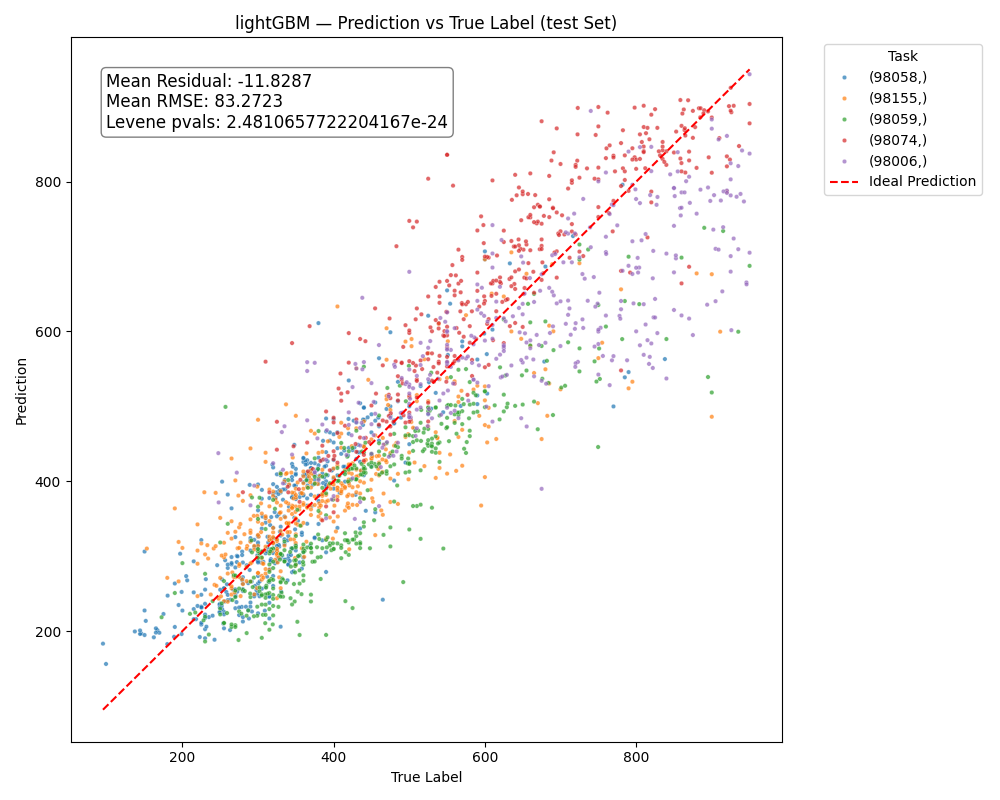 lightGBM — Prediction vs True Label (test Set)
Mean Residual: -11.8287
Mean RMSE: 83.2723
Levene pvals: 2.4810657722204167e-24
Task
(98058,)
(98155,)
(98059,)
(98074,)
(98006,)
Ideal Prediction
Prediction
800
600
400
200
200 400 600 800
True Label